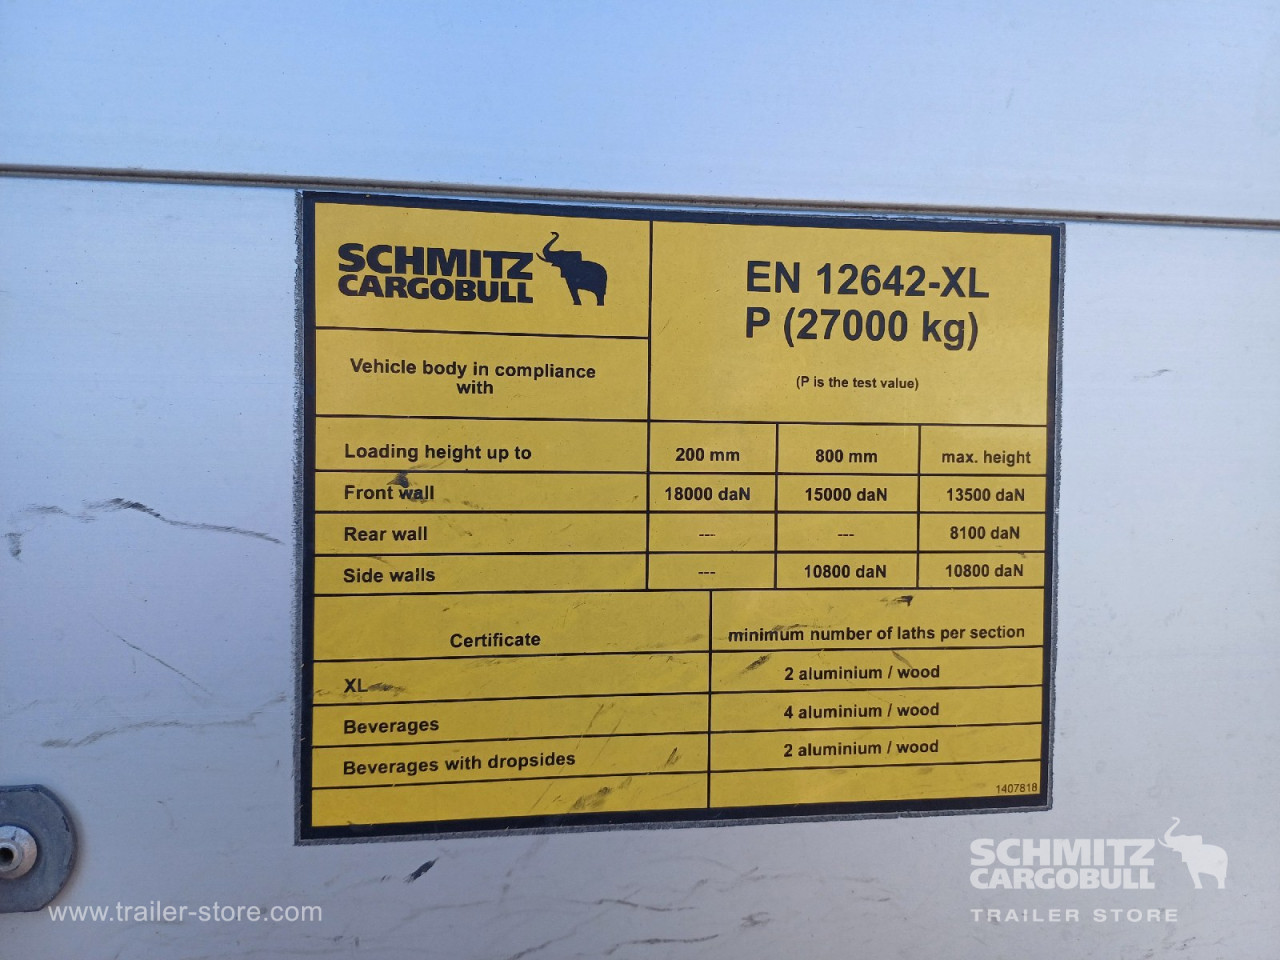 SCHMITZ
CARGOBULL
EN 12642-XL
P (27000 kg)
(P is the test value)
Vehicle body in compliance
with
Loading height up to 200 mm 800 mm max. height
Front wall 18000 daN 15000 daN 13500 daN
Rear wall --- --- 8100 daN
Side walls --- 10800 daN 10800 daN
Certificate minimum number of laths per section
XL 2 aluminium / wood
Beverages 4 aluminium / wood
Beverages with dropsides 2 aluminium / wood
1407818
SCHMITZ
CARGOBULL
TRAILER STORE
www.trailer-store.com